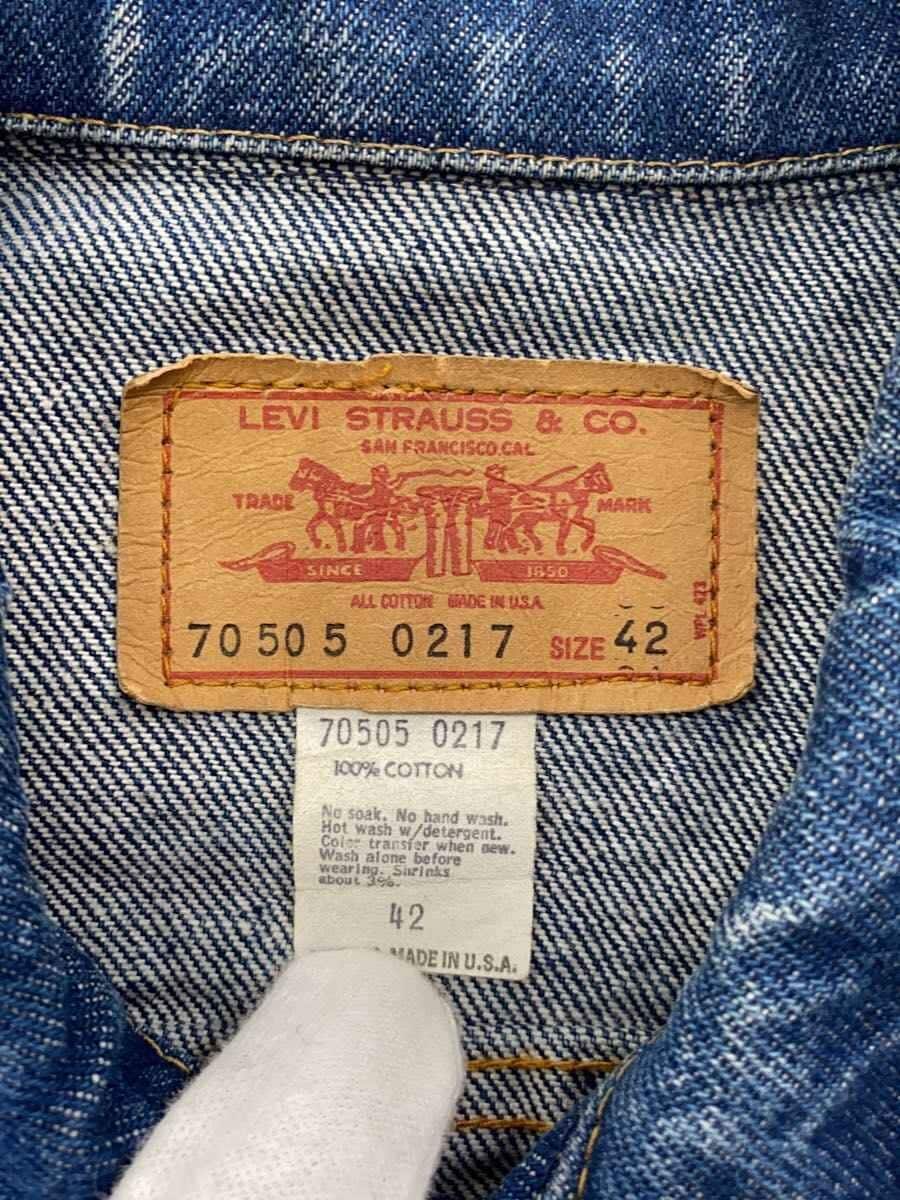 LEVI STRAUSS & CO.
SAN FRANCISCO.CAL
TRADE MARK
SINCE 1850
ALL COTTON MADE IN U.S.A.
70505 0217 SIZE 42
WPL 423
70505 0217
100% COTTON
No soak. No hand wash.
Hot wash w/detergent.
Color transfer when new.
Wash alone before
wearing. Shrinks
about 3%.
42
MADE IN U.S.A.